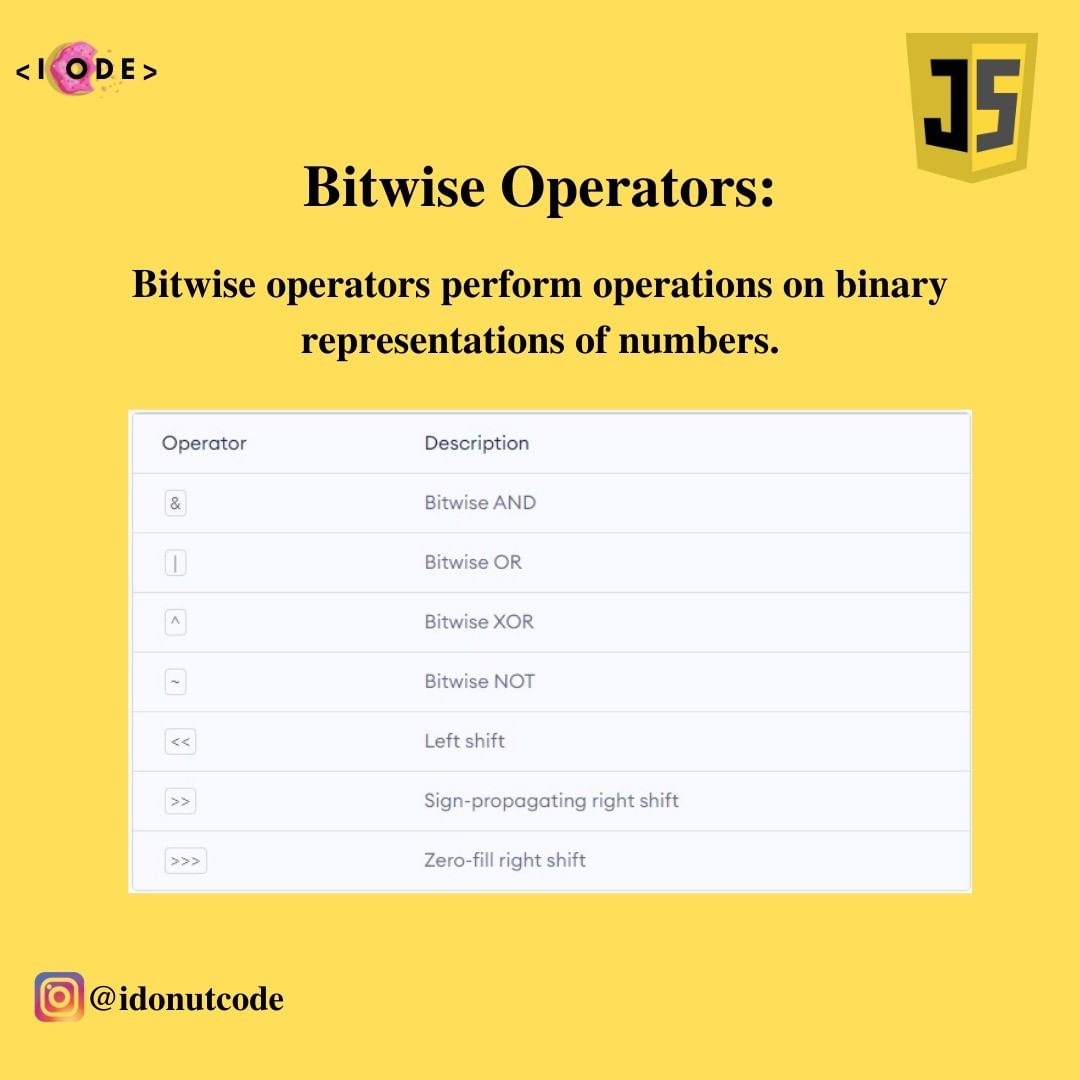 <IODE>
JS
Bitwise Operators:
Bitwise operators perform operations on binary
representations of numbers.
Operator Description
& Bitwise AND
| Bitwise OR
^ Bitwise XOR
~ Bitwise NOT
<< Left shift
>> Sign-propagating right shift
>>> Zero-fill right shift
@idonutcode